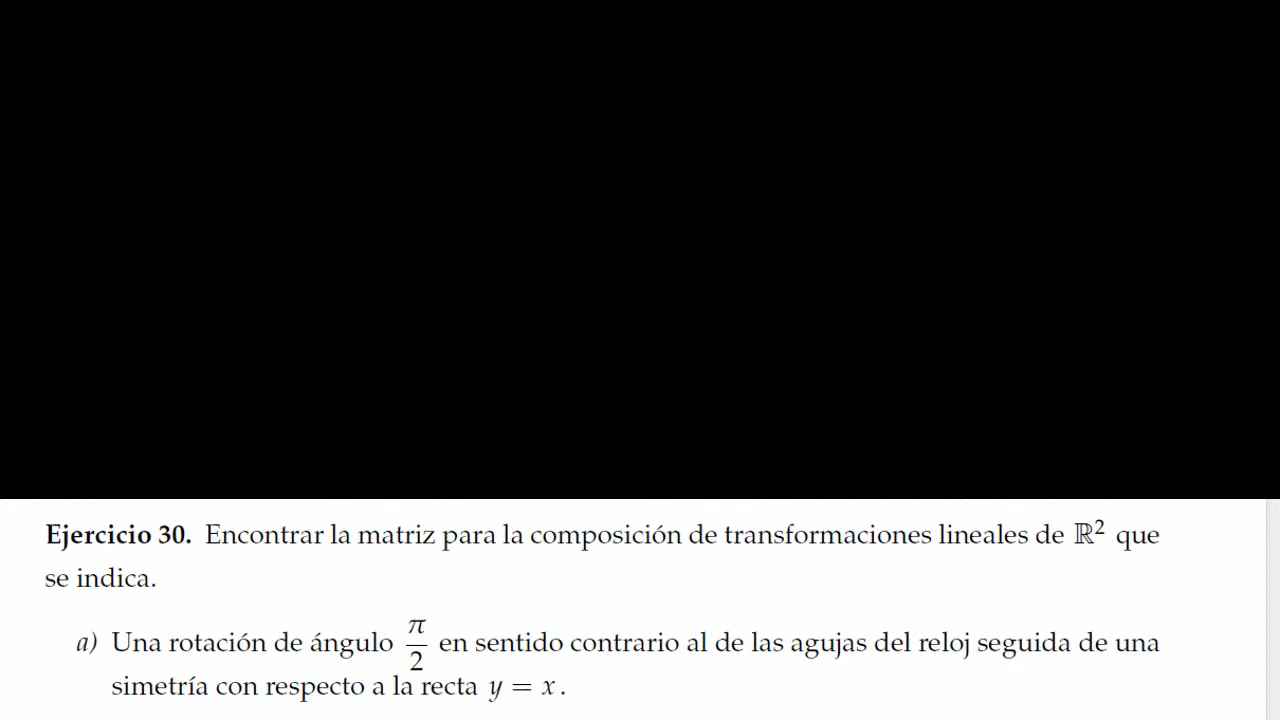 Ejercicio 30. Encontrar la matriz para la composición de transformaciones lineales de ℝ² que
se indica.
a) Una rotación de ángulo π/2 en sentido contrario al de las agujas del reloj seguida de una
simetría con respecto a la recta y = x.